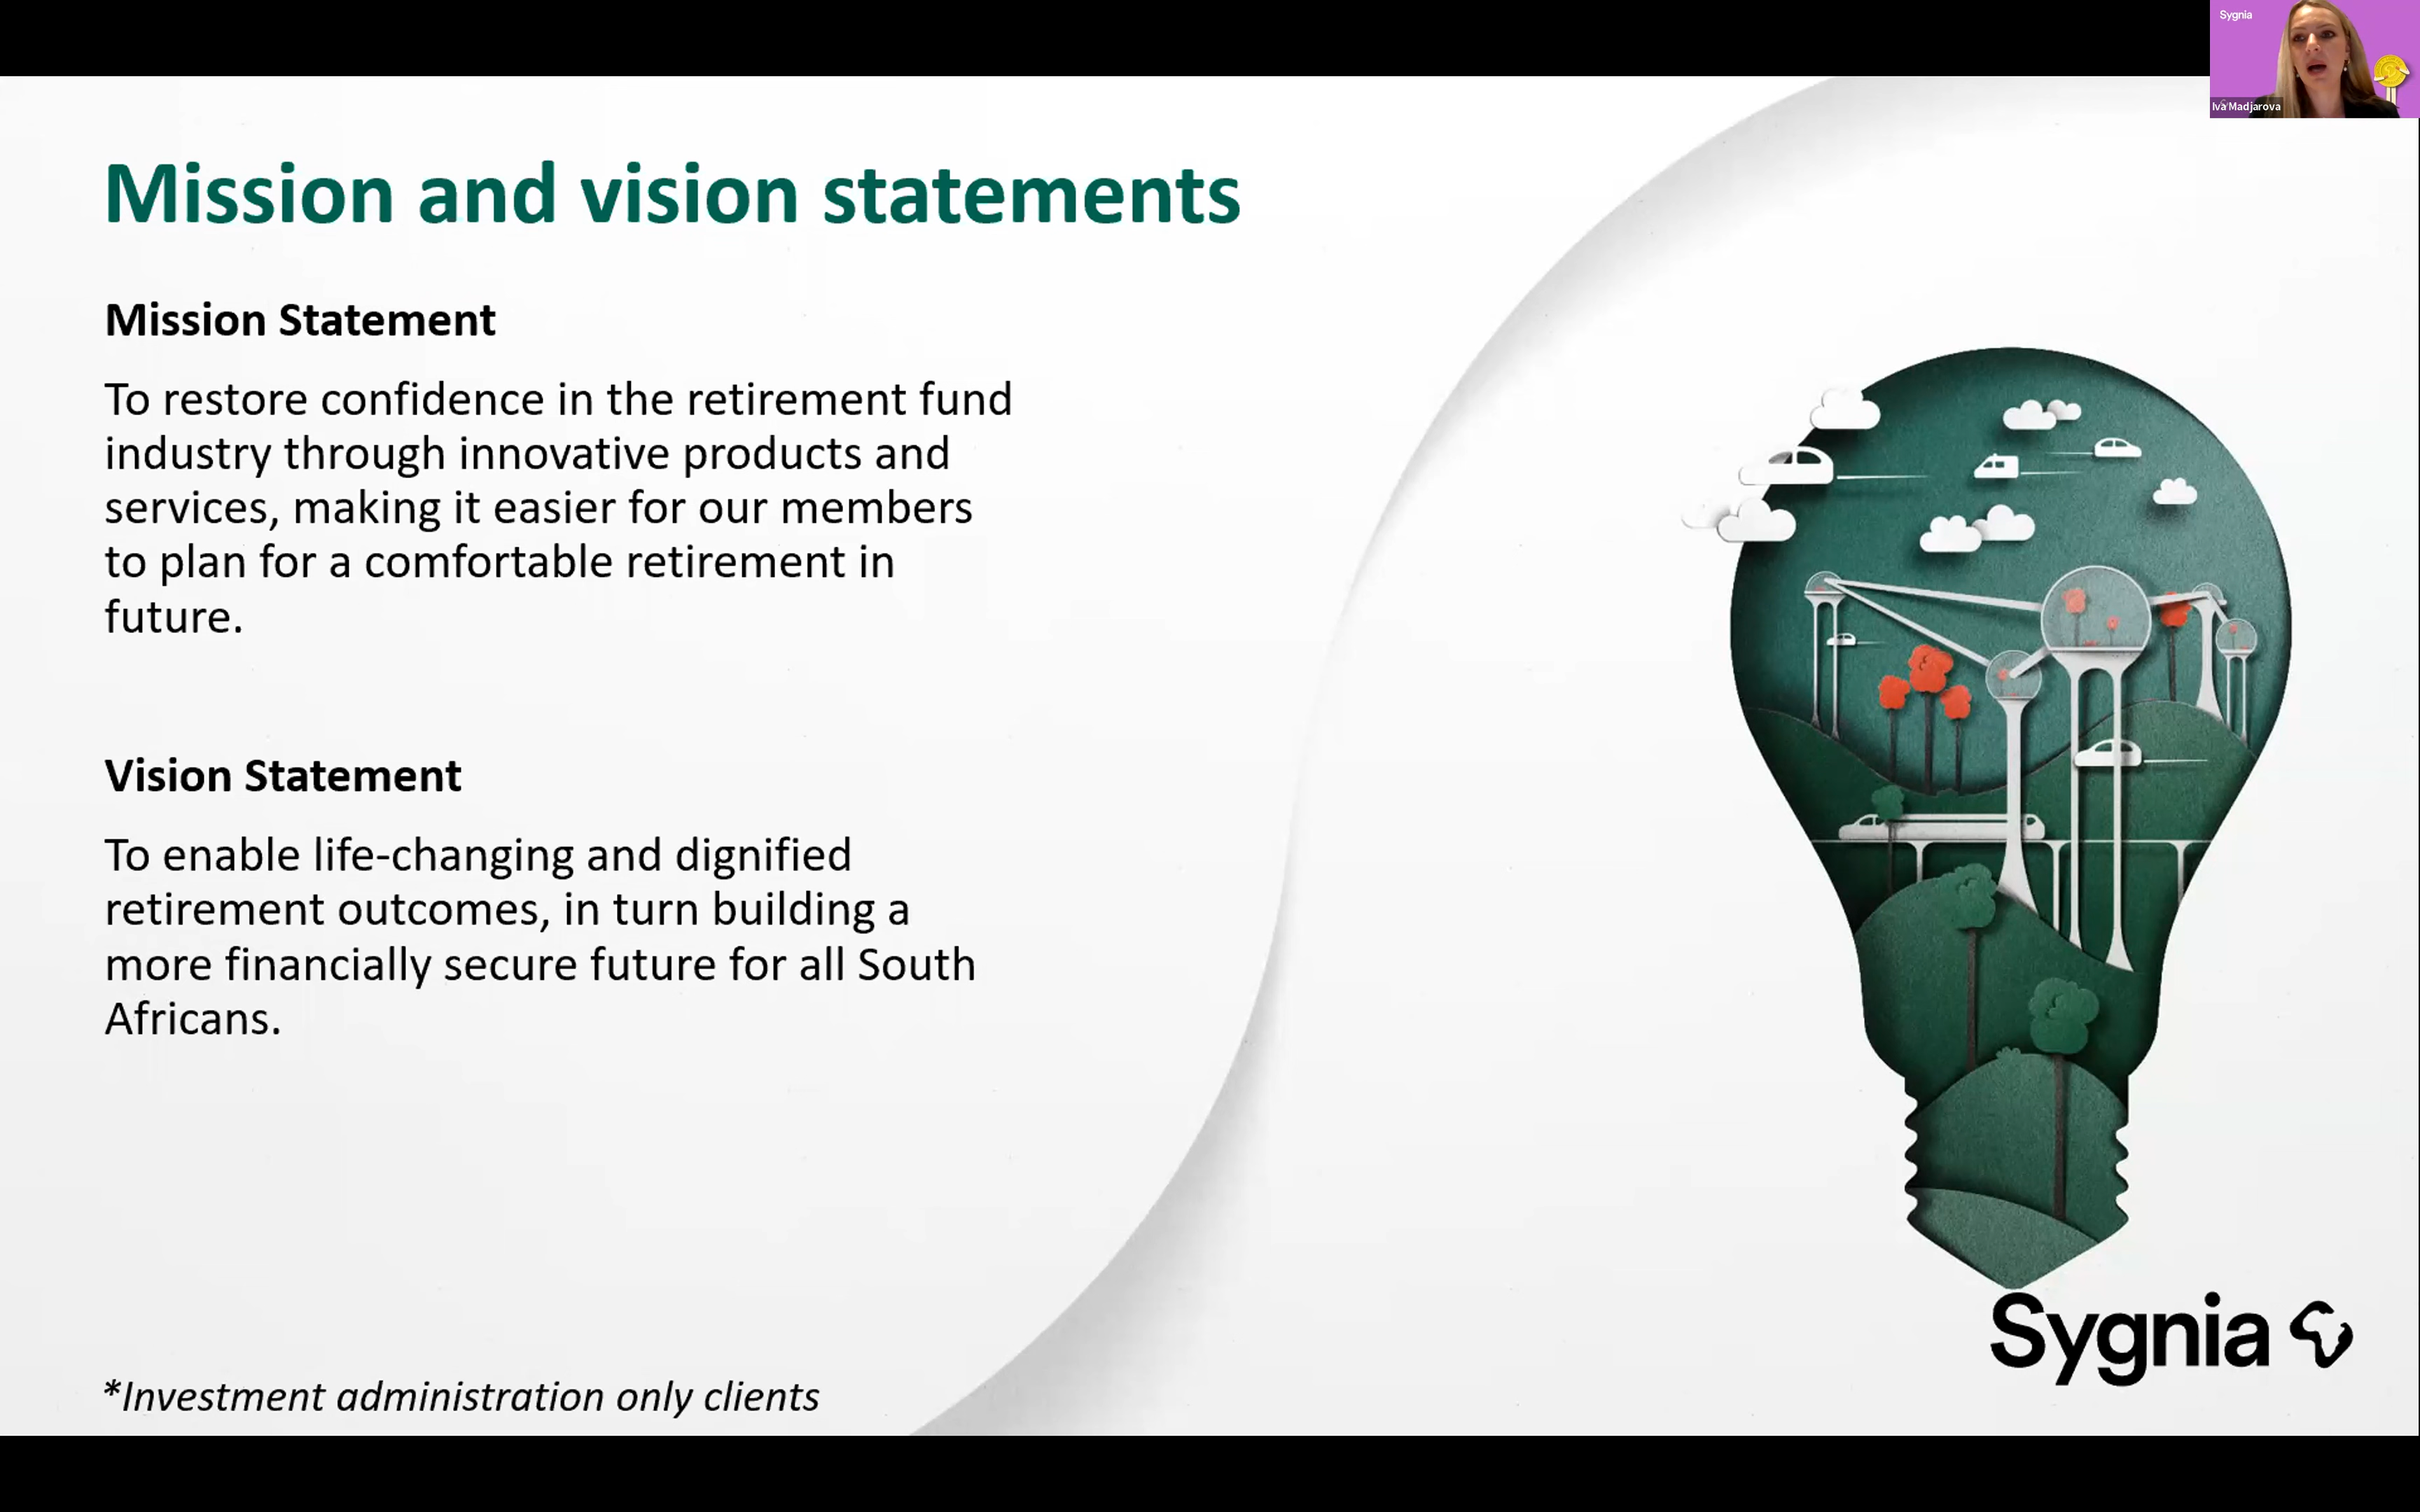 Sygnia
Iva Madjarova
Mission and vision statements
Mission Statement
To restore confidence in the retirement fund
industry through innovative products and
services, making it easier for our members
to plan for a comfortable retirement in
future.
Vision Statement
To enable life-changing and dignified
retirement outcomes, in turn building a
more financially secure future for all South
Africans.
*Investment administration only clients
Sygnia